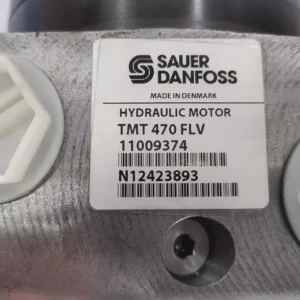 SAUER
DANFOSS
MADE IN DENMARK
HYDRAULIC MOTOR
TMT 470 FLV
11009374
N12423893